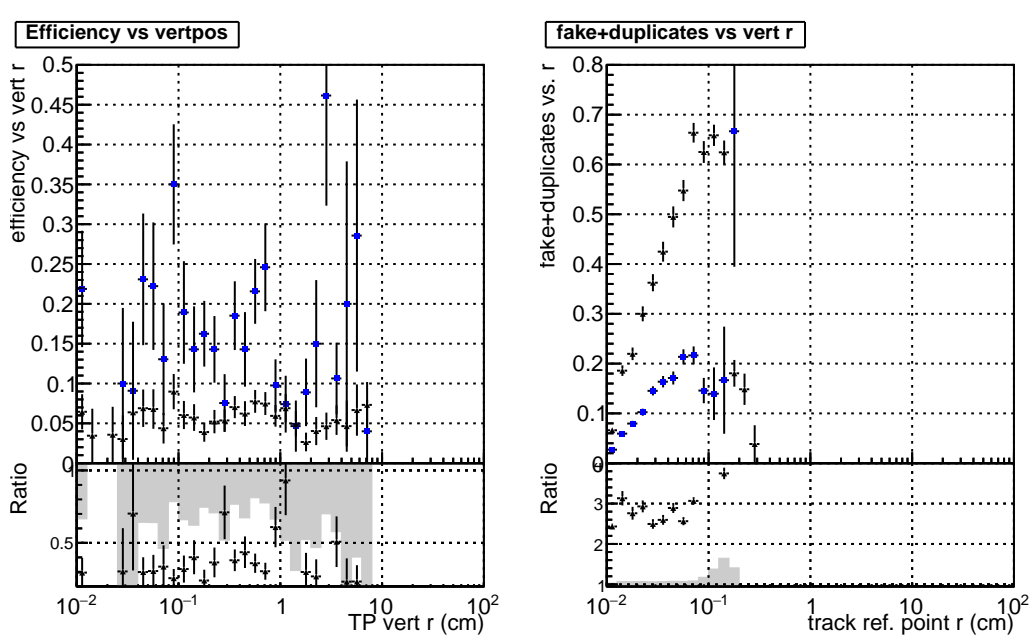 Efficiency vs vertpos
efficiency vs vert r
0.5
0.45
0.4
0.35
0.3
0.25
0.2
0.15
0.1
0.05
0
Ratio
1
0.5
10⁻² 10⁻¹ 1 10 10²
TP vert r (cm)
fake+duplicates vs vert r
fake+duplicates vs. r
0.8
0.7
0.6
0.5
0.4
0.3
0.2
0.1
0
Ratio
3
2
1
10⁻² 10⁻¹ 1 10 10²
track ref. point r (cm)